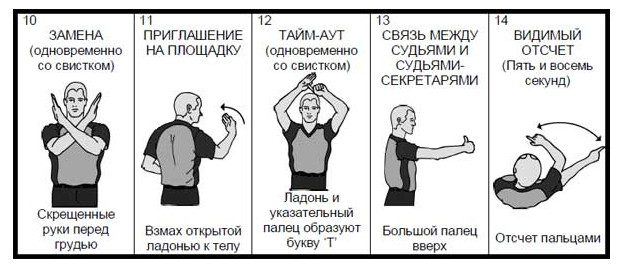 10
ЗАМЕНА
(одновременно
со свистком)
Скрещенные
руки перед
грудью
11
ПРИГЛАШЕНИЕ
НА ПЛОЩАДКУ
Взмах открытой
ладонью к телу
12
ТАЙМ-АУТ
(одновременно
со свистком)
Ладонь и
указательный
палец образуют
букву ‘Т’
13
СВЯЗЬ МЕЖДУ
СУДЬЯМИ И
СУДЬЯМИ-
СЕКРЕТАРЯМИ
Большой палец
вверх
14
ВИДИМЫЙ
ОТСЧЕТ
(Пять и восемь
секунд)
Отсчет пальцами